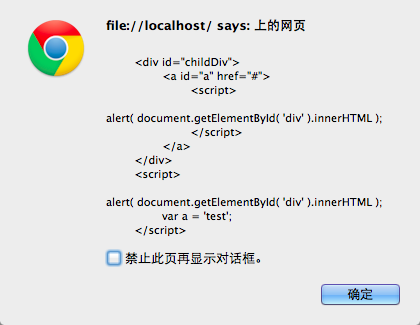 file://localhost/ says: 上的网页
<div id="childDiv">
<a id="a" href="#">
<script>
alert( document.getElementById( 'div' ).innerHTML );
</script>
</a>
</div>
<script>
alert( document.getElementById( 'div' ).innerHTML );
var a = 'test';
</script>
禁止此页再显示对话框。
确定